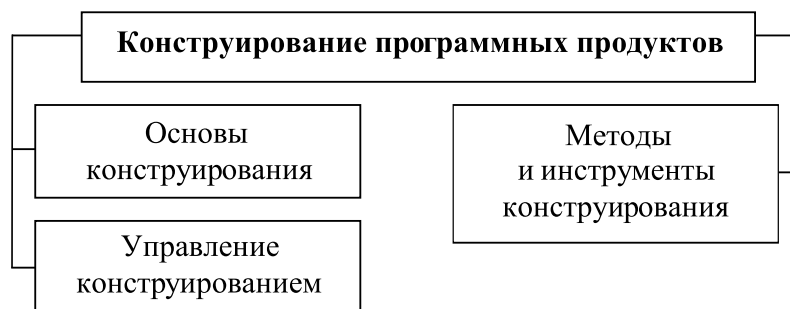 Конструирование программных продуктов
Основы
конструирования
Методы
и инструменты
конструирования
Управление
конструированием